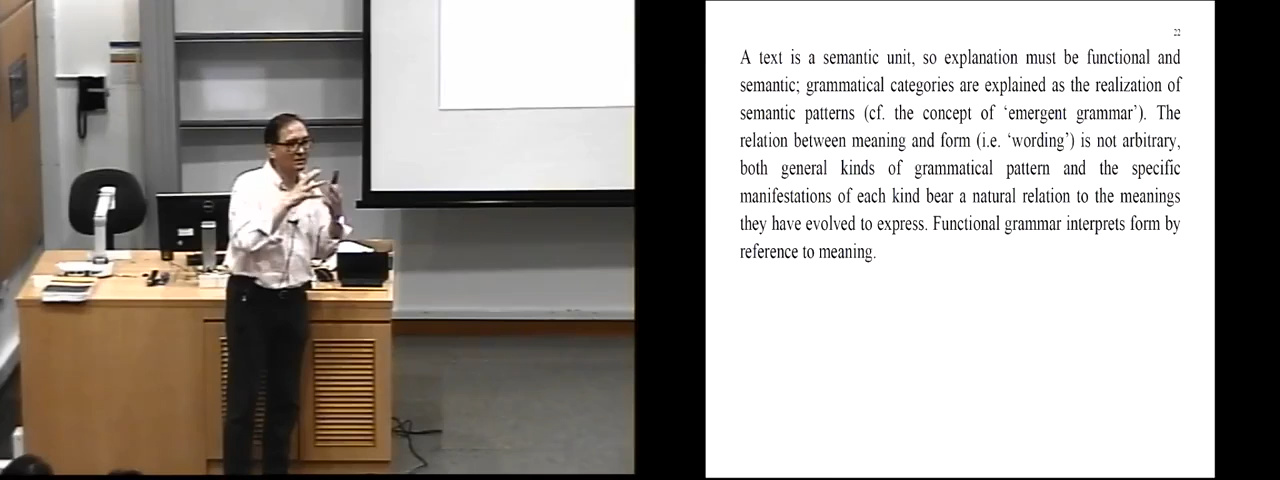 22
A text is a semantic unit, so explanation must be functional and
semantic; grammatical categories are explained as the realization of
semantic patterns (cf. the concept of ‘emergent grammar’). The
relation between meaning and form (i.e. ‘wording’) is not arbitrary,
both general kinds of grammatical pattern and the specific
manifestations of each kind bear a natural relation to the meanings
they have evolved to express. Functional grammar interprets form by
reference to meaning.